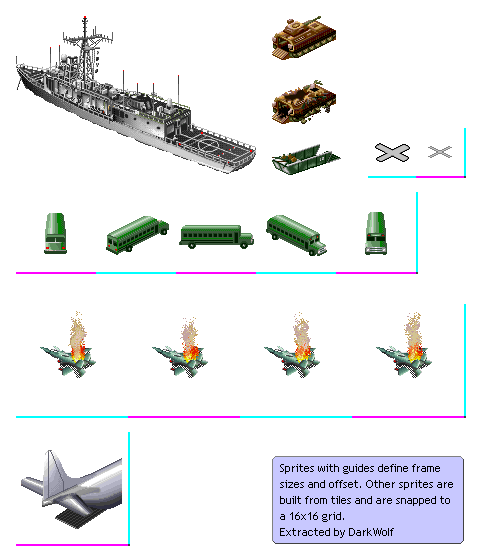 Sprites with guides define frame
sizes and offset. Other sprites are
built from tiles and are snapped to
a 16x16 grid.
Extracted by DarkWolf